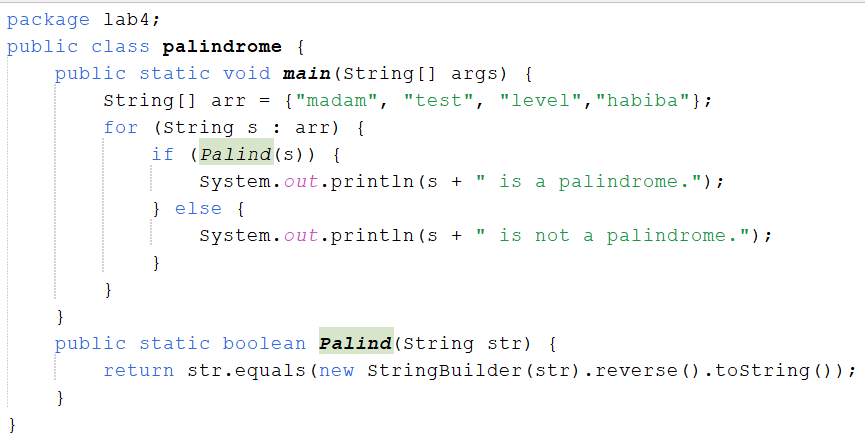 package lab4;
public class palindrome {
    public static void main(String[] args) {
        String[] arr = {"madam", "test", "level","habiba"};
        for (String s : arr) {
            if (Palind(s)) {
                System.out.println(s + " is a palindrome.");
            } else {
                System.out.println(s + " is not a palindrome.");
            }
        }
    }
    public static boolean Palind(String str) {
        return str.equals(new StringBuilder(str).reverse().toString());
    }
}